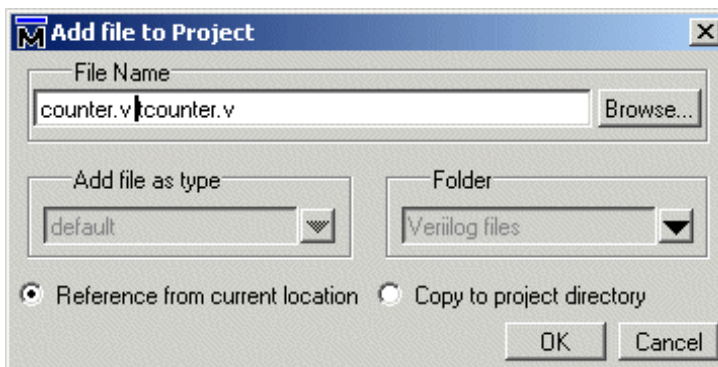 M Add file to Project
File Name
counter.v tcounter.v Browse...
Add file as type Folder
default Veriilog files
Reference from current location Copy to project directory
OK Cancel